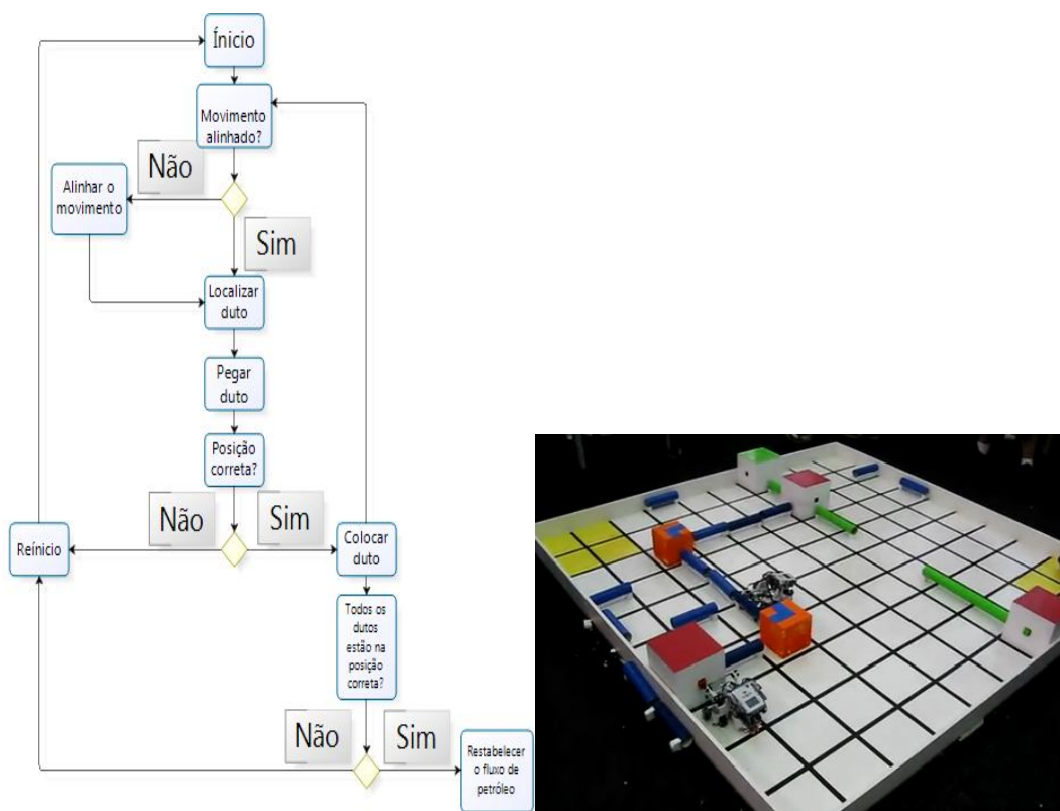 Ínicio
Movimento
alinhado?
Não
Alinhar o
movimento
Sim
Localizar
duto
Pegar
duto
Posição
correta?
Não
Sim
Reínicio
Colocar
duto
Todos os
dutos
estão na
posição
correta?
Não
Sim
Restabelecer
o fluxo de
petróleo